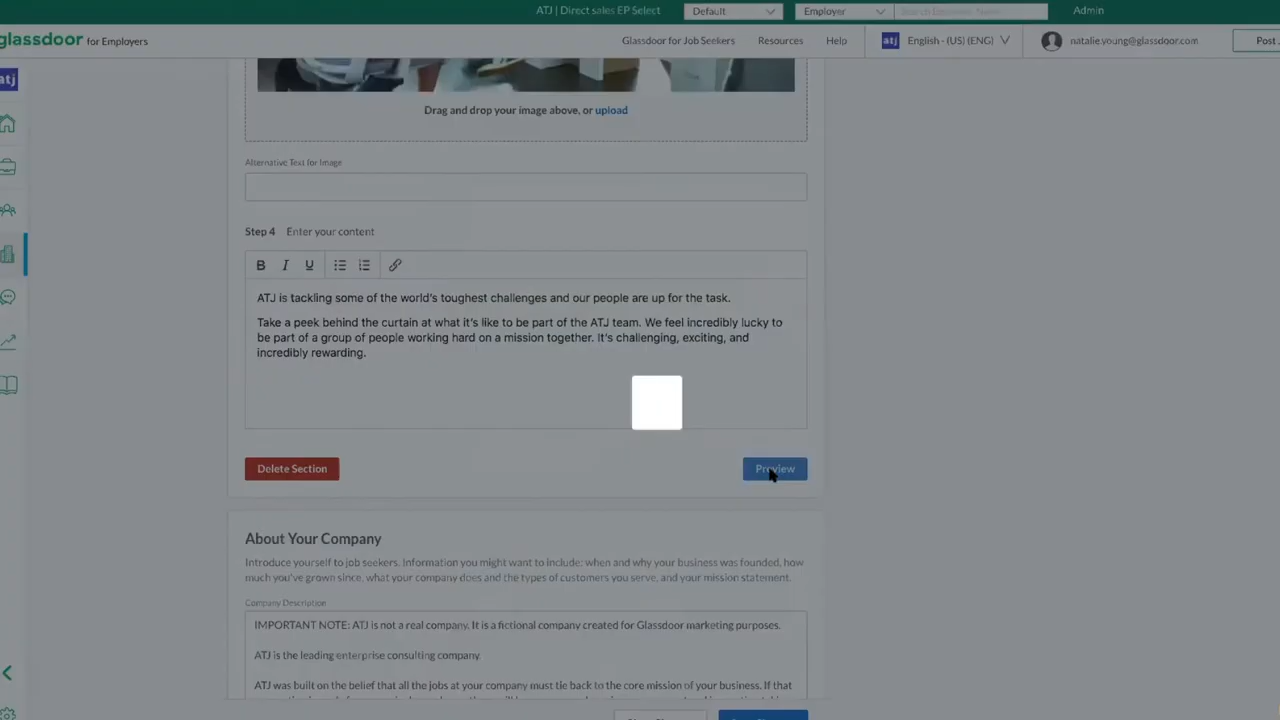 ATJ | Direct sales EP Select
Default
Employer
Search Employer Name
Admin
glassdoor for Employers
Glassdoor for Job Seekers
Resources
Help
atj
English - (US) (ENG)
natalie.young@glassdoor.com
Post
atj
Drag and drop your image above, or upload
Alternative Text for Image
Step 4 Enter your content
B I U
ATJ is tackling some of the world's toughest challenges and our people are up for the task.
Take a peek behind the curtain at what it's like to be part of the ATJ team. We feel incredibly lucky to
be part of a group of people working hard on a mission together. It's challenging, exciting, and
incredibly rewarding.
Delete Section
Preview
About Your Company
Introduce yourself to job seekers. Information you might want to include: when and why your business was founded, how
much you've grown since, what your company does and the types of customers you serve, and your mission statement.
Company Description
IMPORTANT NOTE: ATJ is not a real company. It is a fictional company created for Glassdoor marketing purposes.
ATJ is the leading enterprise consulting company.
ATJ was built on the belief that all the jobs at your company must tie back to the core mission of your business. If that